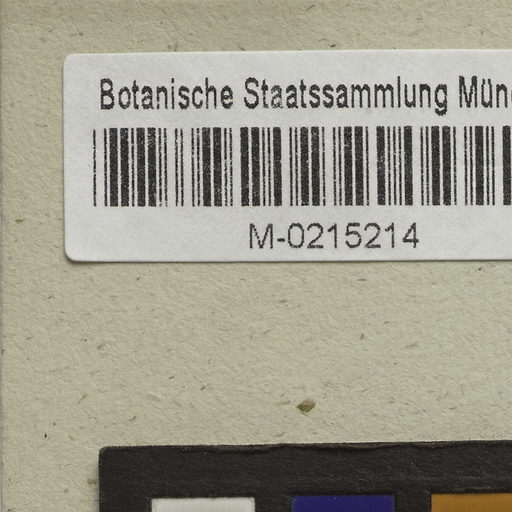 Botanische Staatssammlung Mün
M-0215214